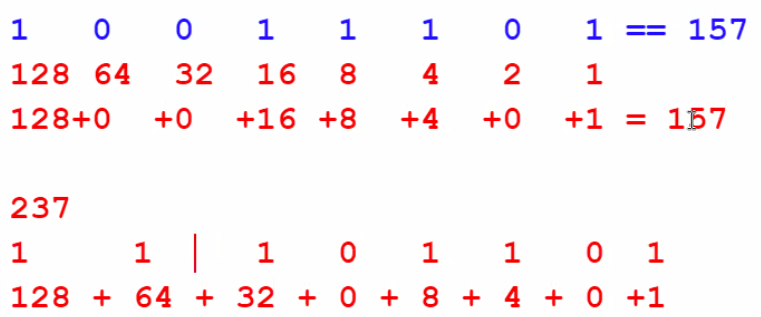 1 0 0 1 1 1 0 1 == 157
128 64 32 16 8 4 2 1
128+0 +0 +16 +8 +4 +0 +1 = 157
237
1 1 1 0 1 1 0 1
128 + 64 + 32 + 0 + 8 + 4 + 0 +1